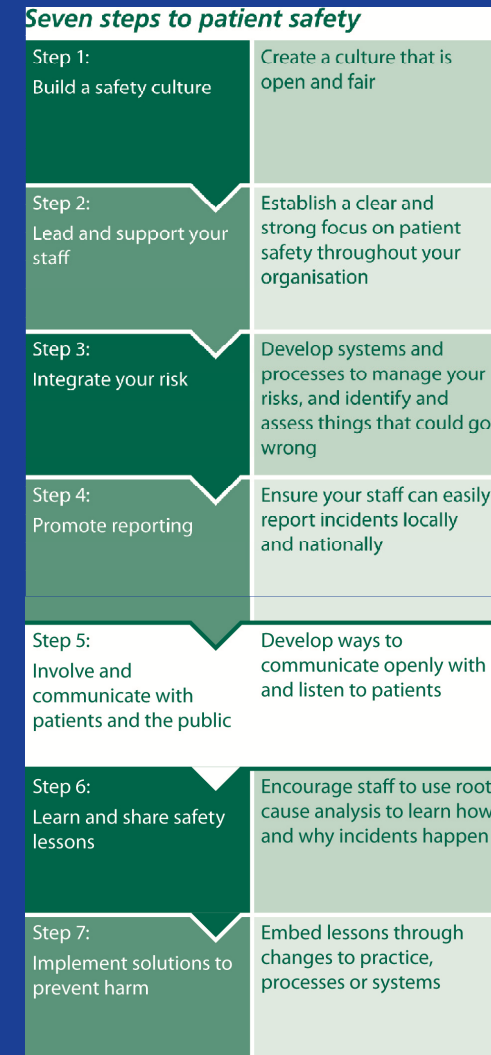 Seven steps to patient safety
Step 1:
Build a safety culture
Create a culture that is
open and fair
Step 2:
Lead and support your
staff
Establish a clear and
strong focus on patient
safety throughout your
organisation
Step 3:
Integrate your risk
Develop systems and
processes to manage your
risks, and identify and
assess things that could go
wrong
Step 4:
Promote reporting
Ensure your staff can easily
report incidents locally
and nationally
Step 5:
Involve and
communicate with
patients and the public
Develop ways to
communicate openly with
and listen to patients
Step 6:
Learn and share safety
lessons
Encourage staff to use root
cause analysis to learn how
and why incidents happen
Step 7:
Implement solutions to
prevent harm
Embed lessons through
changes to practice,
processes or systems